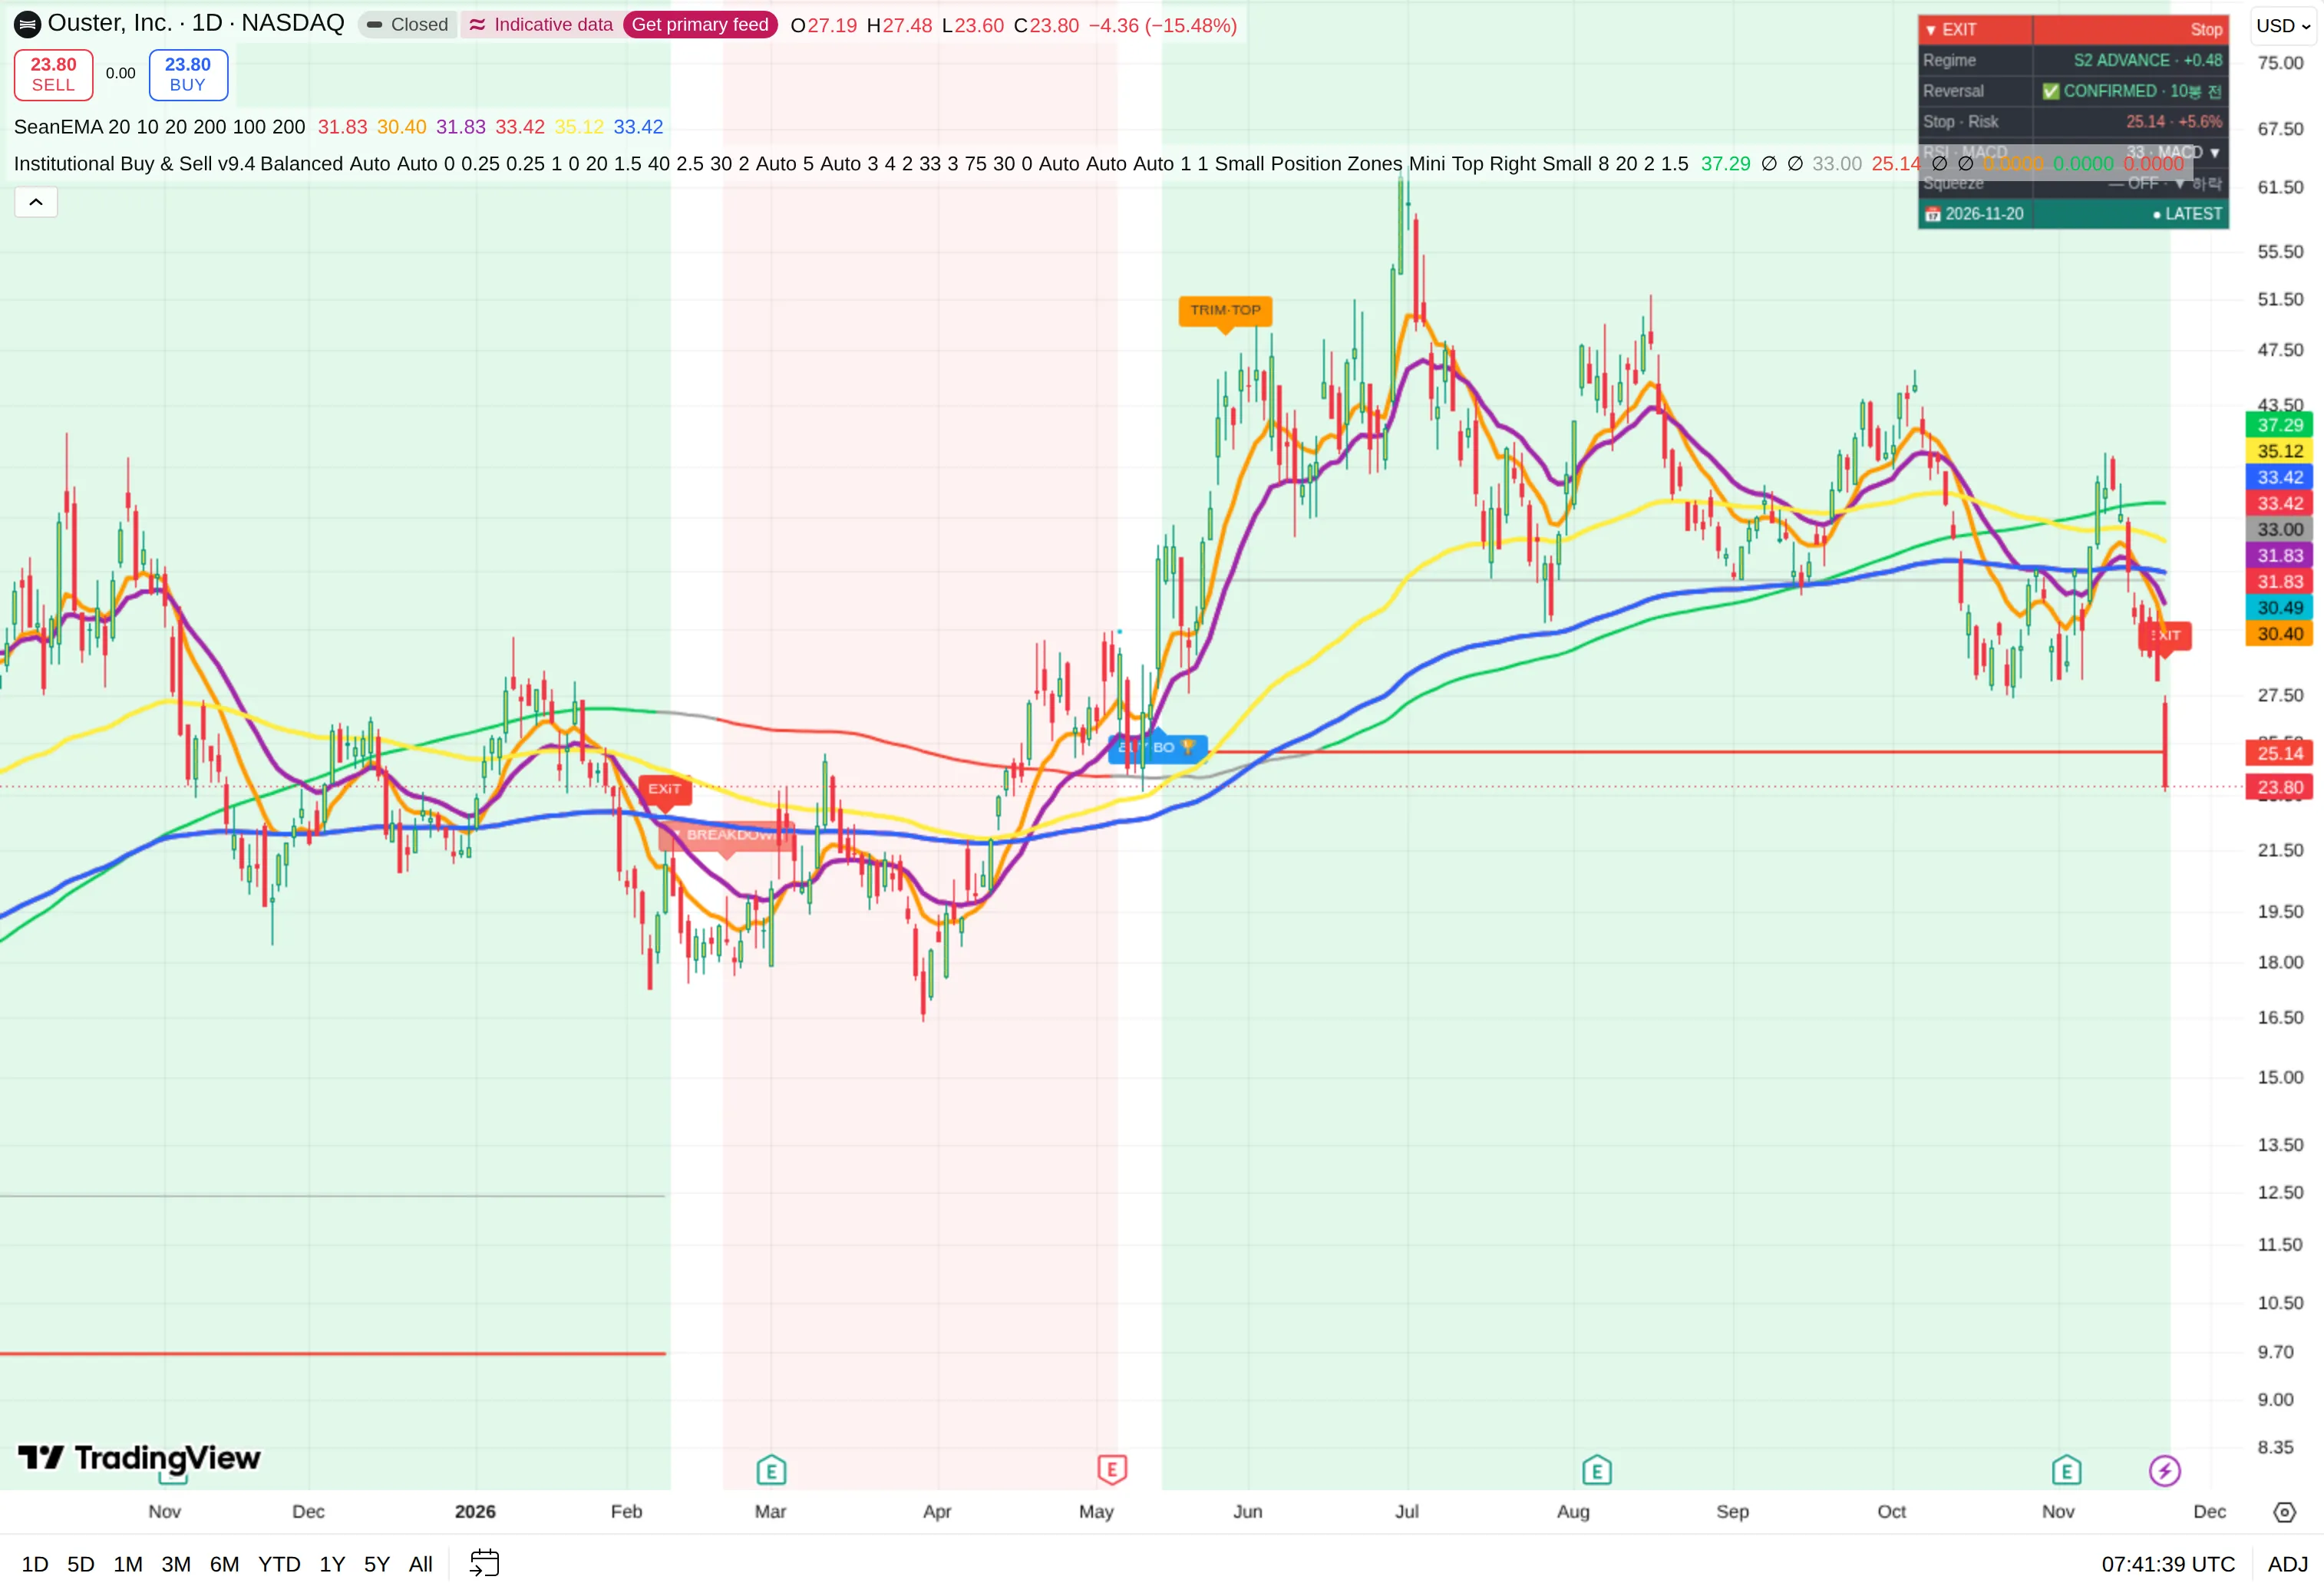 Ouster, Inc. · 1D · NASDAQ Closed Indicative data Get primary feed O27.19 H27.48 L23.60 C23.80 −4.36 (−15.48%)
23.80 SELL 0.00 23.80 BUY
SeanEMA 20 10 20 200 100 200 31.83 30.40 31.83 33.42 35.12 33.42
Institutional Buy & Sell v9.4 Balanced Auto Auto 0 0.25 0.25 1 0 20 1.5 40 2.5 30 2 Auto 5 Auto 3 4 2 33 3 75 30 0 Auto Auto Auto 1 1 Small Position Zones Mini Top Right Small 8 20 2 1.5 37.29 ∅ ∅ 33.00 25.14 ∅ ∅ 0.0000 0.0000 0.0000
▼ EXIT Stop
Regime S2 ADVANCE · +0.48
Reversal ✅ CONFIRMED · 10봉 전
Stop · Risk 25.14 · +5.6%
RSI · MACD 33 · MACD ▼
Squeeze — OFF · ▼ 하락
📅 2026-11-20 ● LATEST
USD
75.00
67.50
61.50
55.50
51.50
47.50
43.50
37.29
35.12
33.42
33.42
33.00
31.83
31.83
30.49
30.40
27.50
25.14
23.80
21.50
19.50
18.00
16.50
15.00
13.50
12.50
11.50
10.50
9.70
9.00
8.35
TRIM·TOP
EXIT
BO 🏆
EXiT
BREAKDOWN
TradingView
E E E E
Nov Dec 2026 Feb Mar Apr May Jun Jul Aug Sep Oct Nov Dec
1D 5D 1M 3M 6M YTD 1Y 5Y All 07:41:39 UTC ADJ